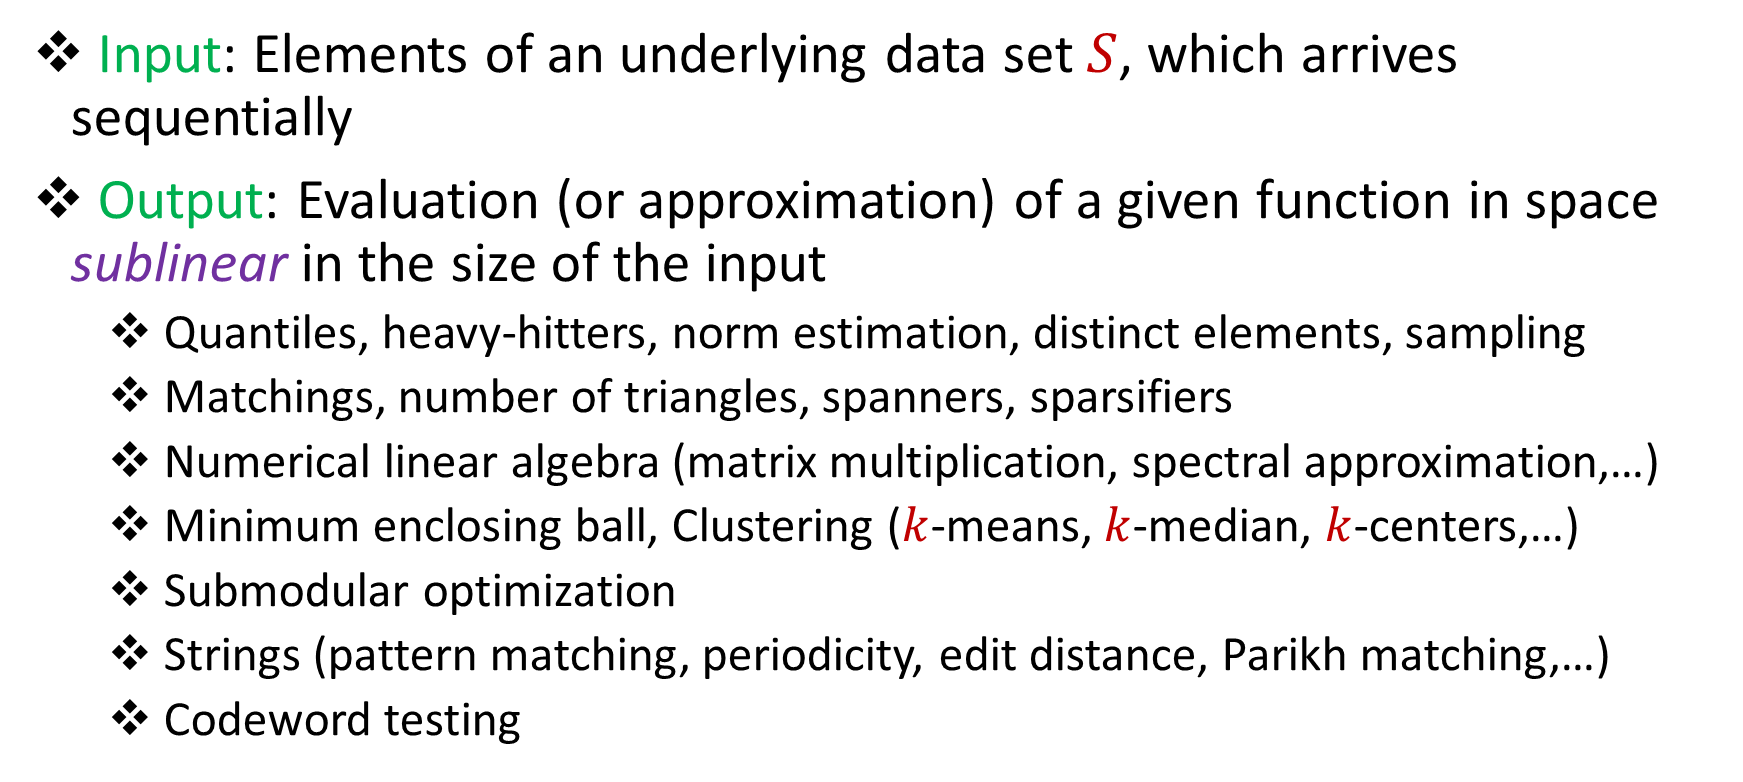 ❖ Input: Elements of an underlying data set S, which arrives
sequentially
❖ Output: Evaluation (or approximation) of a given function in space
sublinear in the size of the input
❖ Quantiles, heavy-hitters, norm estimation, distinct elements, sampling
❖ Matchings, number of triangles, spanners, sparsifiers
❖ Numerical linear algebra (matrix multiplication, spectral approximation,…)
❖ Minimum enclosing ball, Clustering (k-means, k-median, k-centers,…)
❖ Submodular optimization
❖ Strings (pattern matching, periodicity, edit distance, Parikh matching,…)
❖ Codeword testing